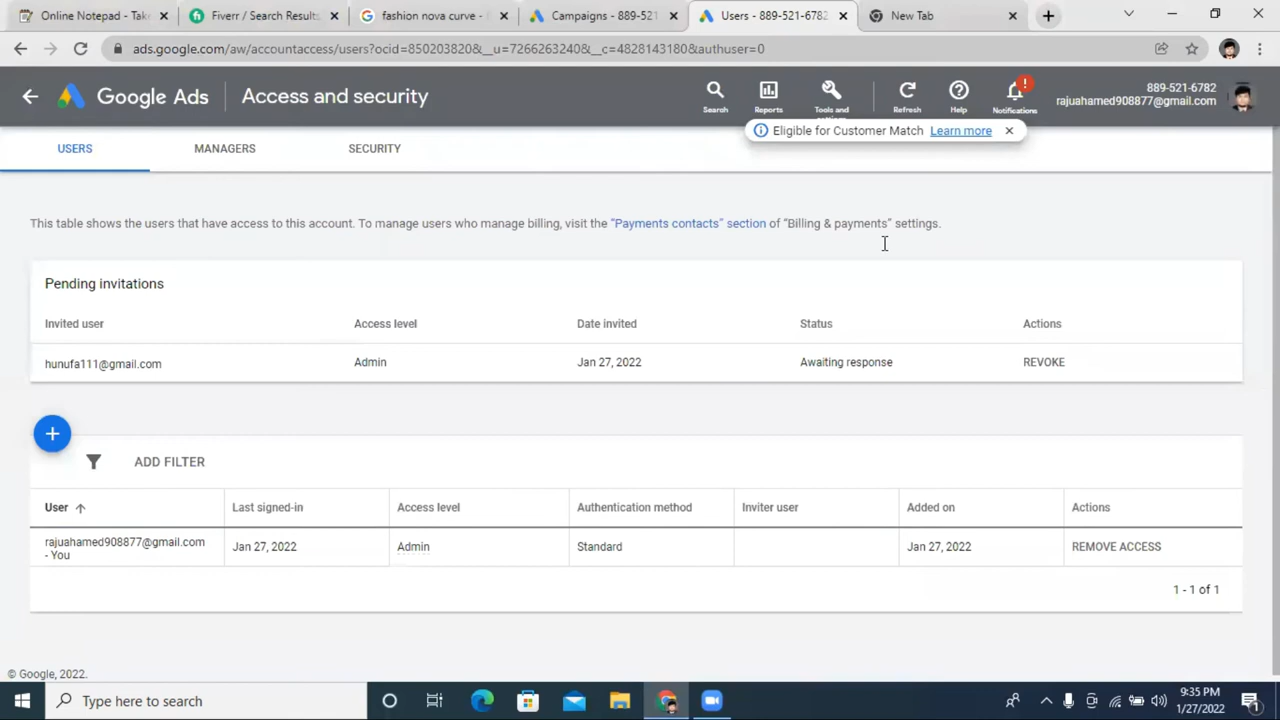 Online Notepad - Take
Fiverr / Search Results
fashion nova curve -
Campaigns - 889-521-
Users - 889-521-6782
New Tab
ads.google.com/aw/accountaccess/users?ocid=850203820&__u=7266263240&__c=4828143180&authuser=0
Google Ads
Access and security
Search
Reports
Tools and
Refresh
Help
!
Notifications
889-521-6782
rajuahamed908877@gmail.com
Eligible for Customer Match Learn more
USERS
MANAGERS
SECURITY
This table shows the users that have access to this account. To manage users who manage billing, visit the "Payments contacts" section of "Billing & payments" settings.
Pending invitations
Invited user Access level Date invited Status Actions
hunufa111@gmail.com Admin Jan 27, 2022 Awaiting response REVOKE
ADD FILTER
User Last signed-in Access level Authentication method Inviter user Added on Actions
rajuahamed908877@gmail.com
- You
Jan 27, 2022 Admin Standard Jan 27, 2022 REMOVE ACCESS
1 - 1 of 1
© Google, 2022.
Type here to search
9:35 PM
1/27/2022
1